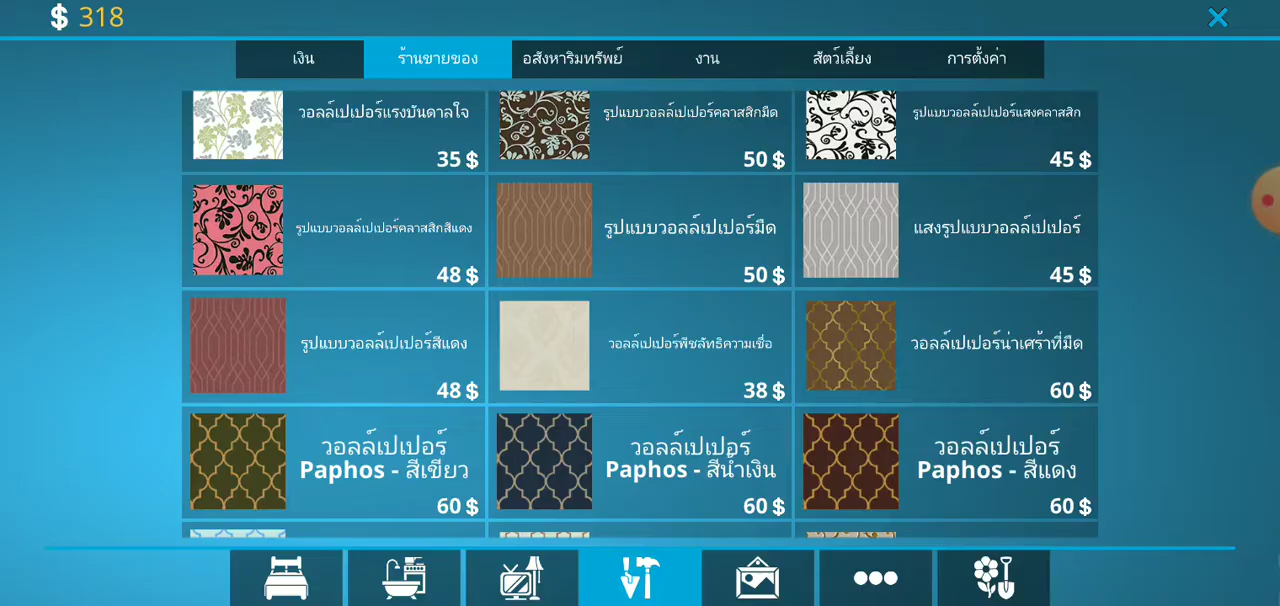 $ 318
เงิน
ร้านขายของ
อสังหาริมทรัพย์
งาน
สัตว์เลี้ยง
การตั้งค่า
วอลล์เปเปอร์แรงบันดาลใจ
35 $
รูปแบบวอลล์เปเปอร์คลาสสิกมืด
50 $
รูปแบบวอลล์เปเปอร์แสงคลาสสิก
45 $
รูปแบบวอลล์เปเปอร์คลาสสิกสีแดง
48 $
รูปแบบวอลล์เปเปอร์มืด
50 $
แสงรูปแบบวอลล์เปเปอร์
45 $
รูปแบบวอลล์เปเปอร์สีแดง
48 $
วอลล์เปเปอร์พืชลัทธิความเชื่อ
38 $
วอลล์เปเปอร์น่าเศร้าที่มืด
60 $
วอลล์เปเปอร์
Paphos - สีเขียว
60 $
วอลล์เปเปอร์
Paphos - สีน้ำเงิน
60 $
วอลล์เปเปอร์
Paphos - สีแดง
60 $